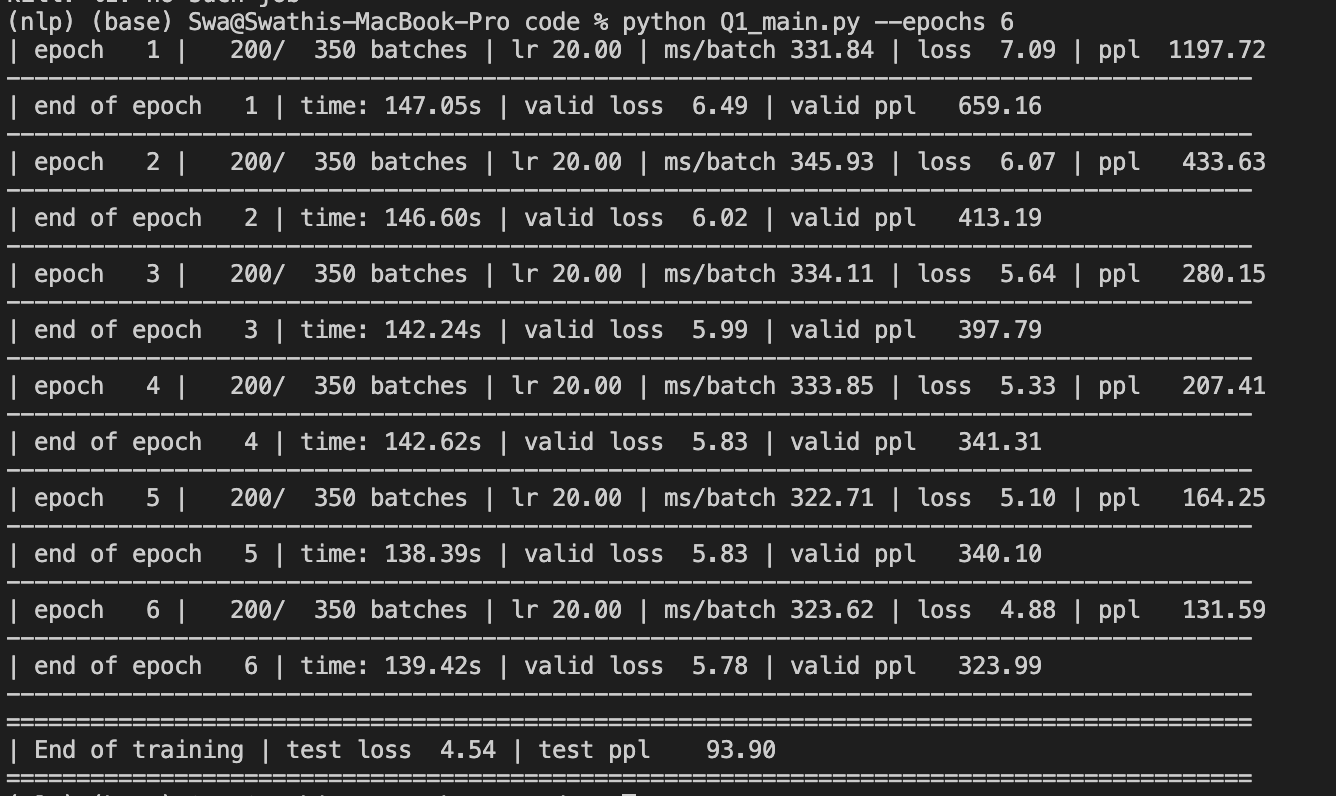 (nlp) (base) Swa@Swathis-MacBook-Pro code % python Q1_main.py --epochs 6
| epoch   1 |   200/  350 batches | lr 20.00 | ms/batch 331.84 | loss  7.09 | ppl  1197.72
-----------------------------------------------------------------------------------------
| end of epoch   1 | time: 147.05s | valid loss  6.49 | valid ppl   659.16
-----------------------------------------------------------------------------------------
| epoch   2 |   200/  350 batches | lr 20.00 | ms/batch 345.93 | loss  6.07 | ppl   433.63
-----------------------------------------------------------------------------------------
| end of epoch   2 | time: 146.60s | valid loss  6.02 | valid ppl   413.19
-----------------------------------------------------------------------------------------
| epoch   3 |   200/  350 batches | lr 20.00 | ms/batch 334.11 | loss  5.64 | ppl   280.15
-----------------------------------------------------------------------------------------
| end of epoch   3 | time: 142.24s | valid loss  5.99 | valid ppl   397.79
-----------------------------------------------------------------------------------------
| epoch   4 |   200/  350 batches | lr 20.00 | ms/batch 333.85 | loss  5.33 | ppl   207.41
-----------------------------------------------------------------------------------------
| end of epoch   4 | time: 142.62s | valid loss  5.83 | valid ppl   341.31
-----------------------------------------------------------------------------------------
| epoch   5 |   200/  350 batches | lr 20.00 | ms/batch 322.71 | loss  5.10 | ppl   164.25
-----------------------------------------------------------------------------------------
| end of epoch   5 | time: 138.39s | valid loss  5.83 | valid ppl   340.10
-----------------------------------------------------------------------------------------
| epoch   6 |   200/  350 batches | lr 20.00 | ms/batch 323.62 | loss  4.88 | ppl   131.59
-----------------------------------------------------------------------------------------
| end of epoch   6 | time: 139.42s | valid loss  5.78 | valid ppl   323.99
-----------------------------------------------------------------------------------------
=========================================================================================
| End of training | test loss  4.54 | test ppl    93.90
=========================================================================================